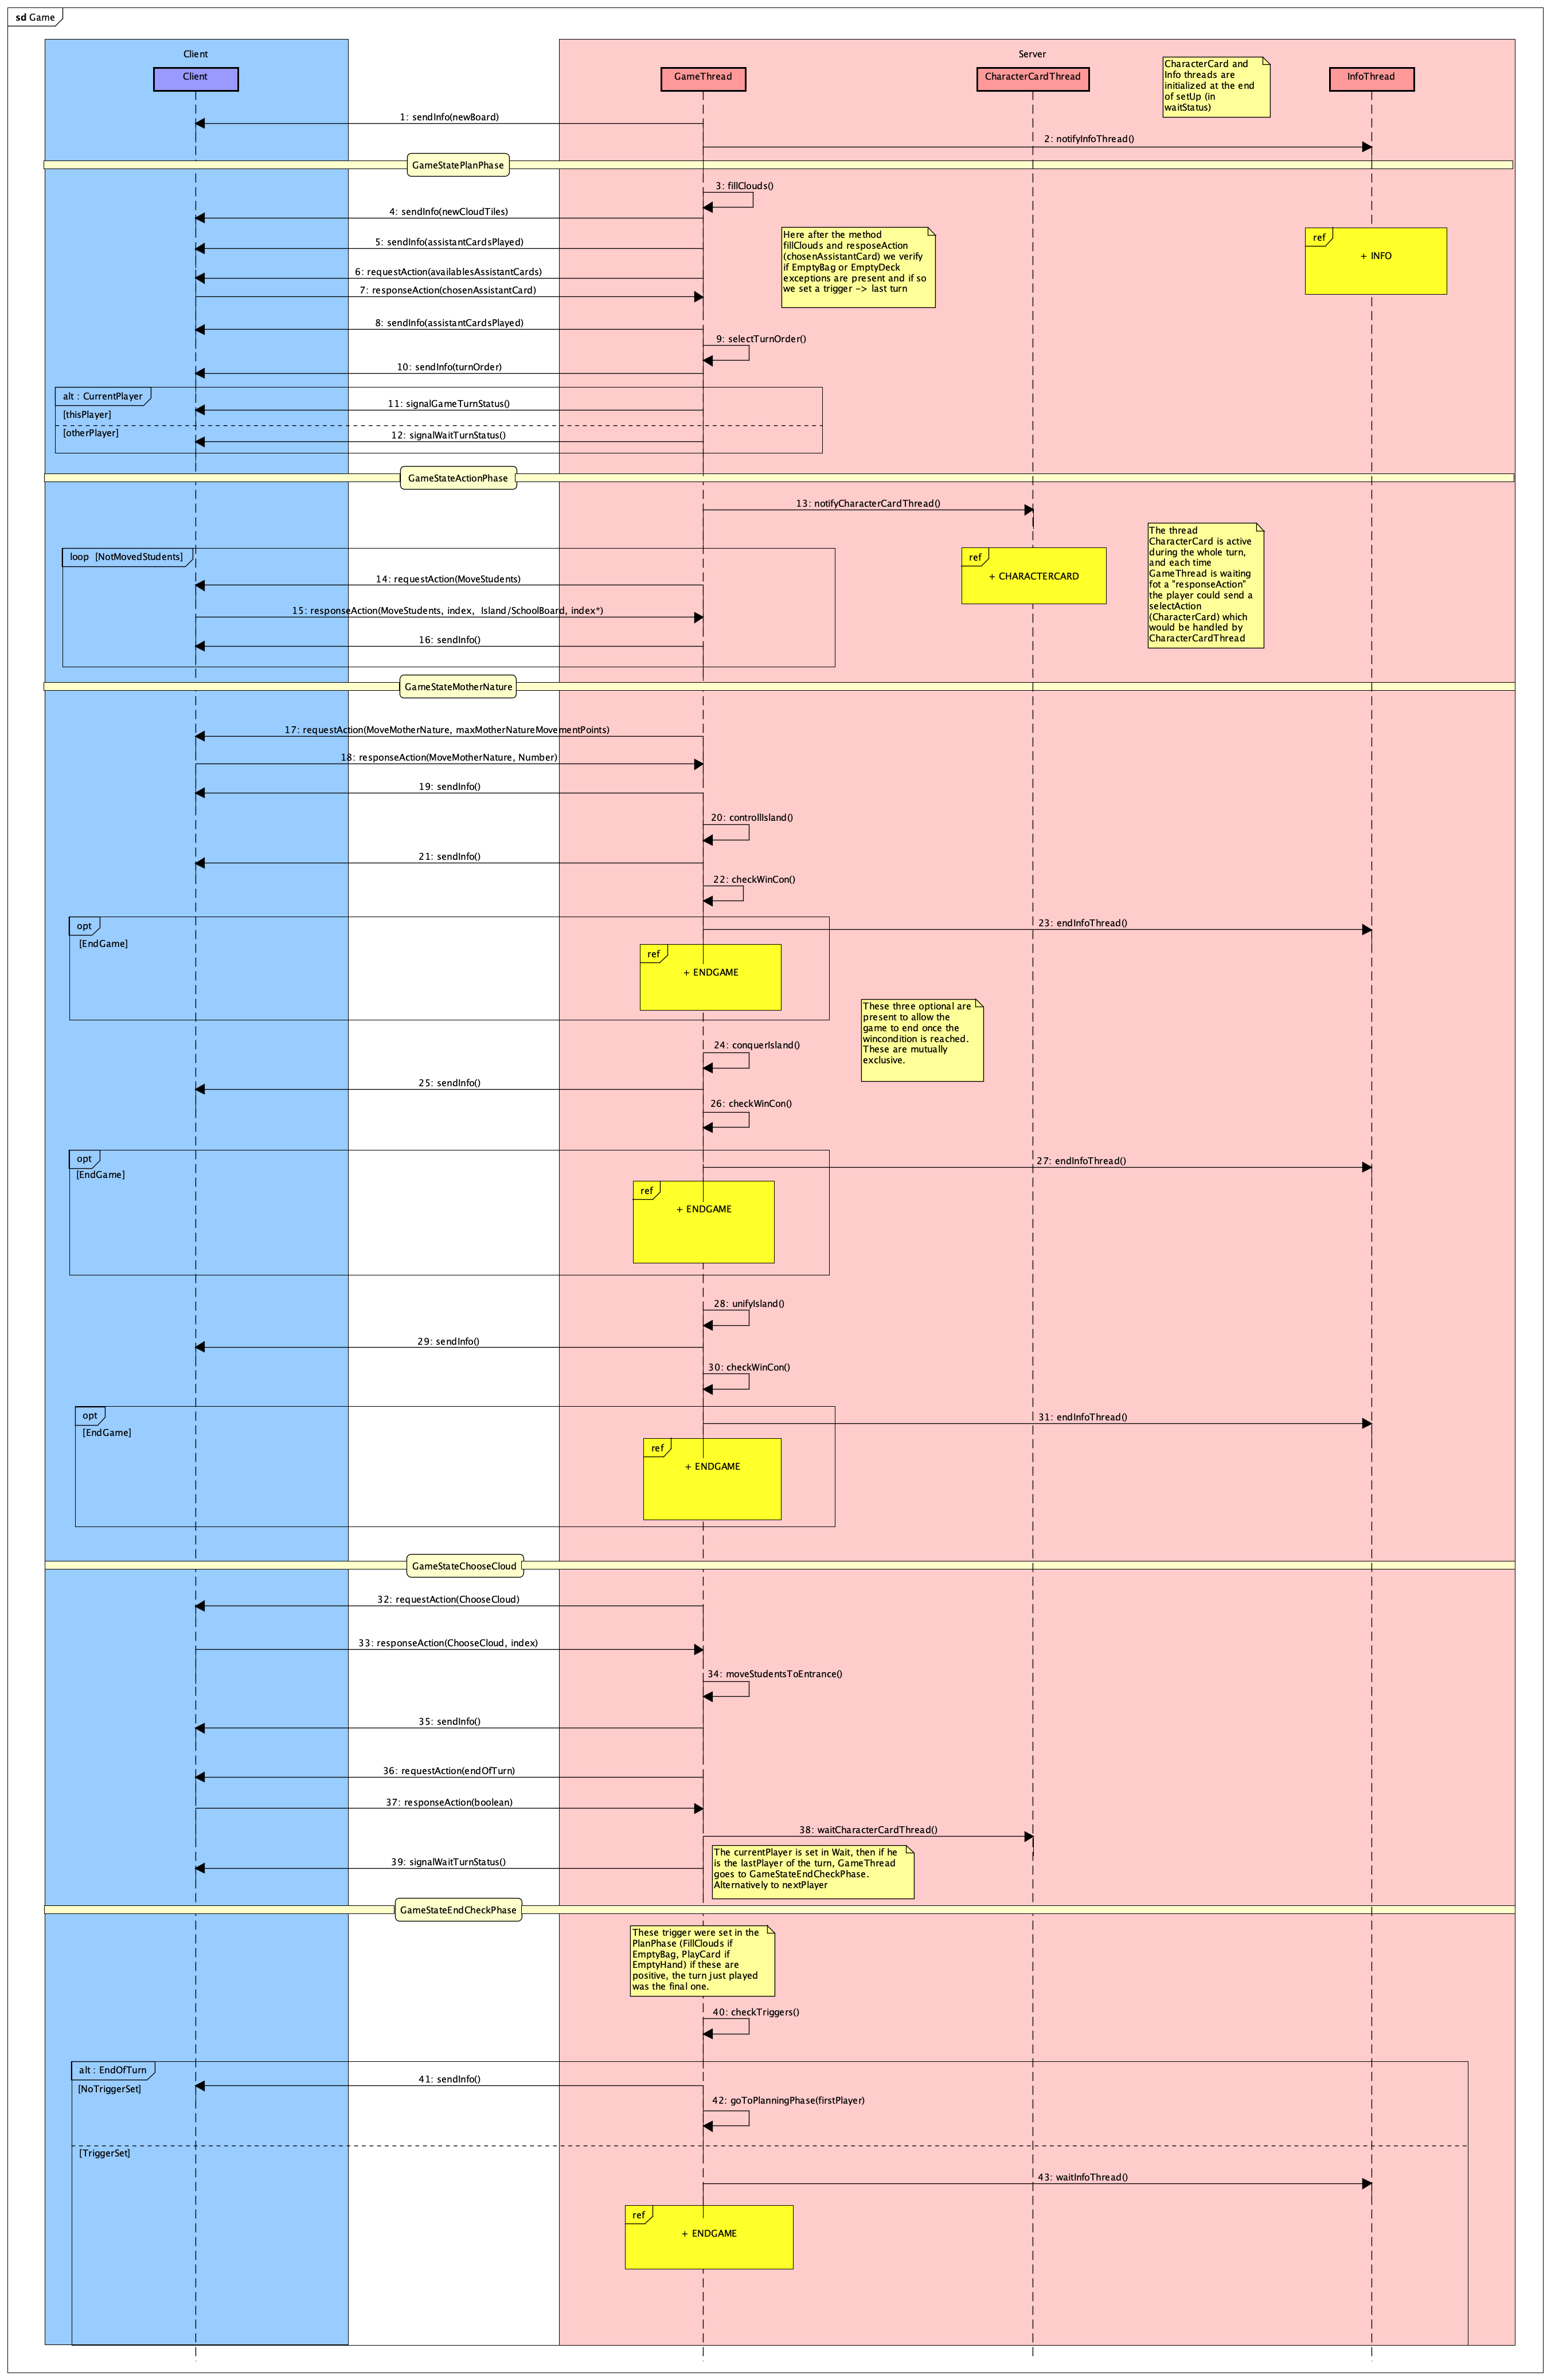 sd Game
Client
Server
Client
GameThread
CharacterCardThread
CharacterCard and
Info threads are
initialized at the end
of setUp (in
waitStatus)
InfoThread
1: sendInfo(newBoard)
2: notifyInfoThread()
GameStatePlanPhase
3: fillClouds()
4: sendInfo(newCloudTiles)
5: sendInfo(assistantCardsPlayed)
Here after the method
fillClouds and resposeAction
(chosenAssistantCard) we verify
if EmptyBag or EmptyDeck
exceptions are present and if so
we set a trigger -> last turn
ref
+ INFO
6: requestAction(availablesAssistantCards)
7: responseAction(chosenAssistantCard)
8: sendInfo(assistantCardsPlayed)
9: selectTurnOrder()
10: sendInfo(turnOrder)
alt : CurrentPlayer
[thisPlayer]
11: signalGameTurnStatus()
[otherPlayer]
12: signalWaitTurnStatus()
GameStateActionPhase
13: notifyCharacterCardThread()
The thread
CharacterCard is active
during the whole turn,
and each time
GameThread is waiting
fot a "responseAction"
the player could send a
selectAction
(CharacterCard) which
would be handled by
CharacterCardThread
loop [NotMovedStudents]
ref
+ CHARACTERCARD
14: requestAction(MoveStudents)
15: responseAction(MoveStudents, index, Island/SchoolBoard, index*)
16: sendInfo()
GameStateMotherNature
17: requestAction(MoveMotherNature, maxMotherNatureMovementPoints)
18: responseAction(MoveMotherNature, Number)
19: sendInfo()
20: controllIsland()
21: sendInfo()
22: checkWinCon()
opt
[EndGame]
23: endInfoThread()
ref
+ ENDGAME
These three optional are
present to allow the
game to end once the
wincondition is reached.
These are mutually
exclusive.
24: conquerIsland()
25: sendInfo()
26: checkWinCon()
opt
[EndGame]
27: endInfoThread()
ref
+ ENDGAME
28: unifyIsland()
29: sendInfo()
30: checkWinCon()
opt
[EndGame]
31: endInfoThread()
ref
+ ENDGAME
GameStateChooseCloud
32: requestAction(ChooseCloud)
33: responseAction(ChooseCloud, index)
34: moveStudentsToEntrance()
35: sendInfo()
36: requestAction(endOfTurn)
37: responseAction(boolean)
38: waitCharacterCardThread()
39: signalWaitTurnStatus()
The currentPlayer is set in Wait, then if he
is the lastPlayer of the turn, GameThread
goes to GameStateEndCheckPhase.
Alternatively to nextPlayer
GameStateEndCheckPhase
These trigger were set in the
PlanPhase (FillClouds if
EmptyBag, PlayCard if
EmptyHand) if these are
positive, the turn just played
was the final one.
40: checkTriggers()
alt : EndOfTurn
[NoTriggerSet]
41: sendInfo()
42: goToPlanningPhase(firstPlayer)
[TriggerSet]
43: waitInfoThread()
ref
+ ENDGAME